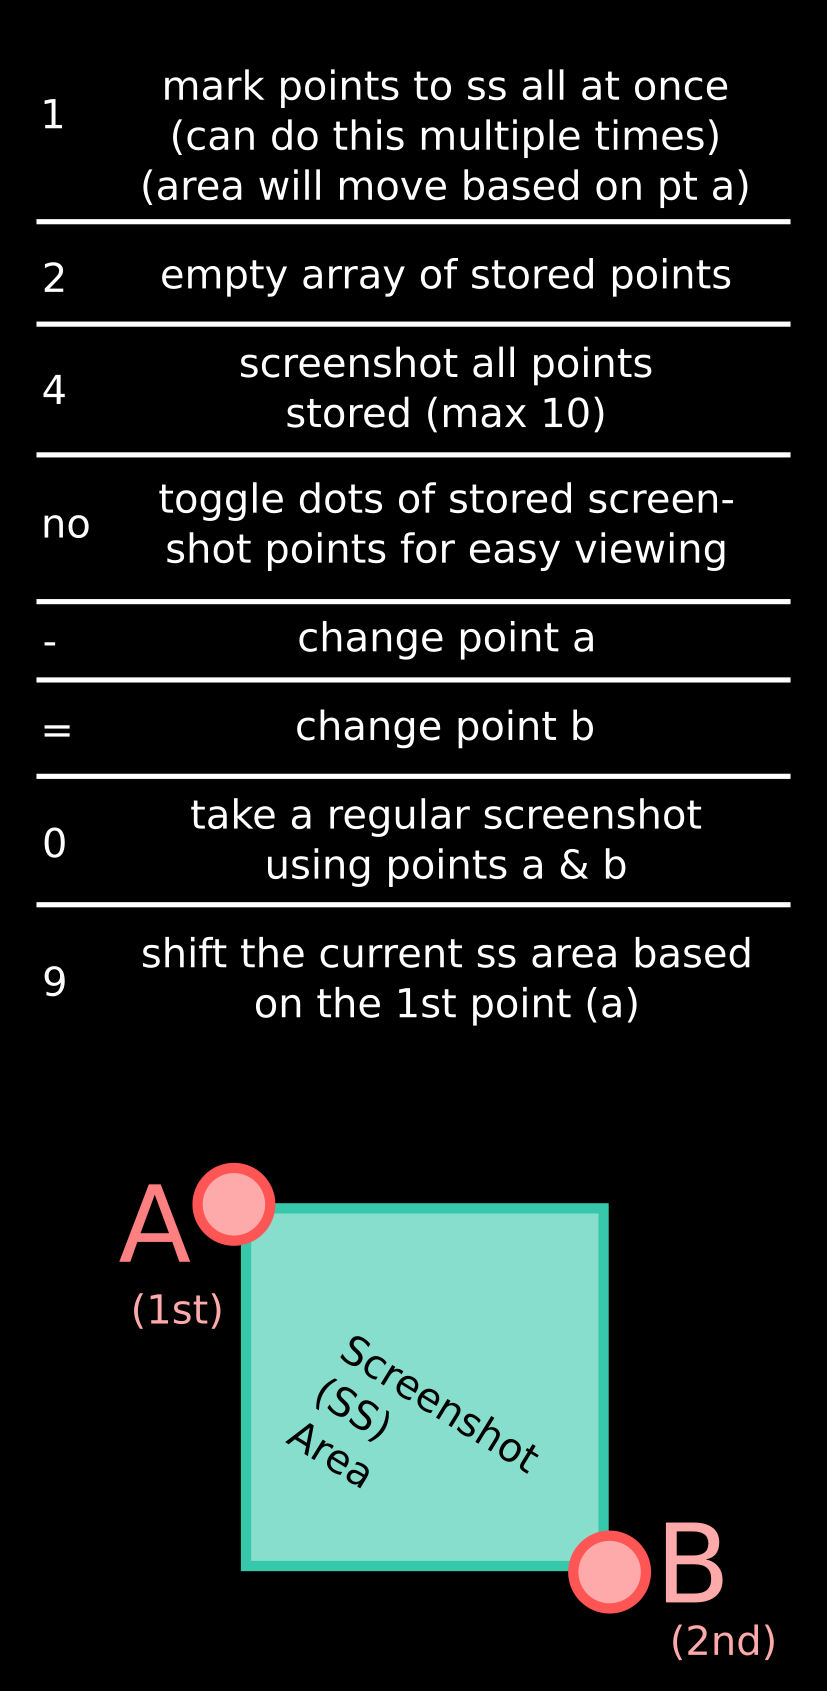 1
mark points to ss all at once
(can do this multiple times)
(area will move based on pt a)
2
empty array of stored points
4
screenshot all points
stored (max 10)
no
toggle dots of stored screen-
shot points for easy viewing
-
change point a
=
change point b
0
take a regular screenshot
using points a & b
9
shift the current ss area based
on the 1st point (a)
A
(1st)
Screenshot
(SS)
Area
B
(2nd)